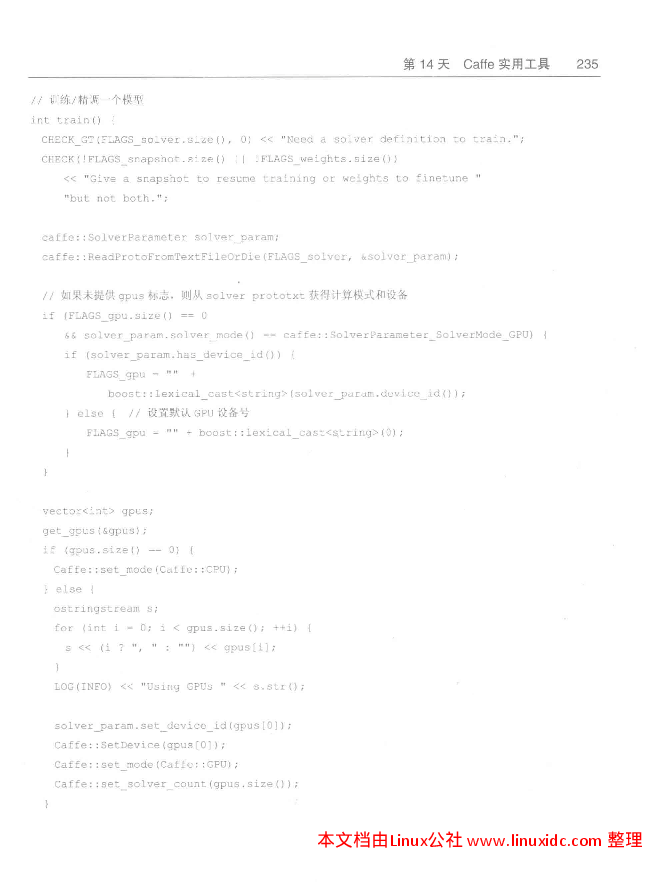 第 14 天 Caffe 实用工具 235
// 训练/精调一个模型
int train() {
CHECK_GT(FLAGS_solver.size(), 0) << "Need a solver definition to train.";
CHECK(!FLAGS_snapshot.size() || !FLAGS_weights.size())
<< "Give a snapshot to resume training or weights to finetune "
"but not both.";
caffe::SolverParameter solver_param;
caffe::ReadProtoFromTextFileOrDie(FLAGS_solver, &solver_param);
// 如果未提供 gpus 标志，则从 solver prototxt 获得计算模式和设备
if (FLAGS_gpu.size() == 0
&& solver_param.solver_mode() == caffe::SolverParameter_SolverMode_GPU) {
if (solver_param.has_device_id()) {
FLAGS_gpu = "" +
boost::lexical_cast<string>(solver_param.device_id());
} else { // 设置默认 GPU 设备号
FLAGS_gpu = "" + boost::lexical_cast<string>(0);
}
}
vector<int> gpus;
get_gpus(&gpus);
if (gpus.size() == 0) {
Caffe::set_mode(Caffe::CPU);
} else {
ostringstream s;
for (int i = 0; i < gpus.size(); ++i) {
s << (i ? ", " : "") << gpus[i];
}
LOG(INFO) << "Using GPUs " << s.str();
solver_param.set_device_id(gpus[0]);
Caffe::SetDevice(gpus[0]);
Caffe::set_mode(Caffe::GPU);
Caffe::set_solver_count(gpus.size());
}
本文档由Linux公社 www.linuxidc.com 整理